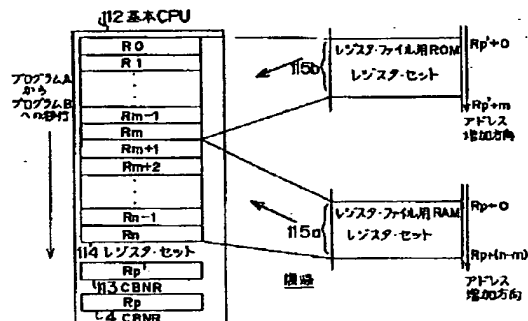 112 基本CPU
R0
R1
Rm-1
Rm
Rm+1
Rm+2
Rn-1
Rn
114 レジスタ・セット
Rp'
113 CBNR
Rp
4 CBNR
プログラムA
から
プログラムB
への移行
115b
レジスタ・ファイル用ROM
レジスタ・セット
Rp'+0
Rp'+m
アドレス
増加方向
115a
レジスタ・ファイル用RAM
レジスタ・セット
Rp+0
Rp+(n-m)
アドレス
増加方向